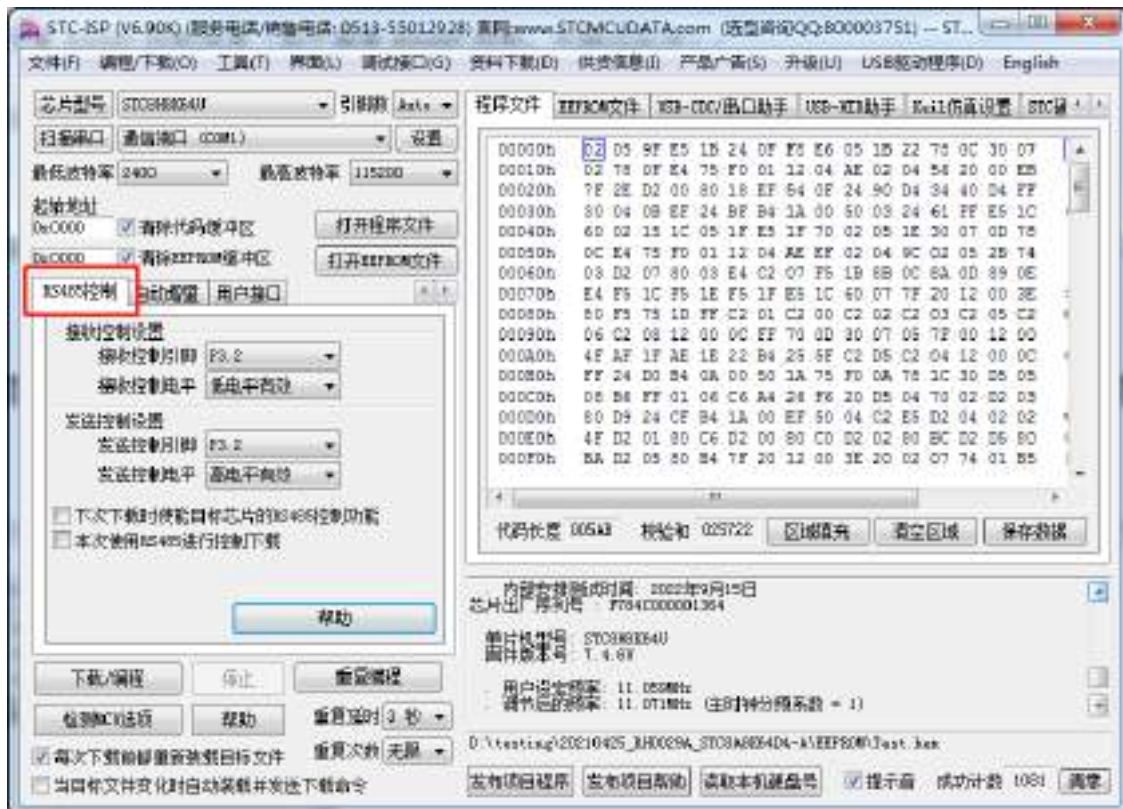 STC-ISP (V6.90K) (服务电话/销售电话: 0513-55012928) 官网:www.STCMCUDATA.com (选型咨询QQ:800003751) -- ST...
文件(F) 编程/下载(O) 工具(T) 界面(L) 调试接口(G) 资料下载(D) 供货信息(I) 产品广告(S) 升级(U) USB驱动程序(D) English
芯片型号 STC8H8K64U 引脚数 Auto
扫描串口 通信端口 (COM1) 设置
最低波特率 2400 最高波特率 115200
起始地址
0x0000 清除代码缓冲区 打开程序文件
0x0000 清除EEPROM缓冲区 打开EEPROM文件
RS485控制 自动增量 用户接口
接收控制设置
接收控制引脚 P3.2
接收控制电平 低电平有效
发送控制设置
发送控制引脚 P3.2
发送控制电平 高电平有效
下次下载时使能目标芯片的RS485控制功能
本次使用RS485进行控制下载
帮助
下载/编程 停止 重复编程
检测MCU选项 帮助 重复延时 3 秒
每次下载前都重新装载目标文件 重复次数 无限
当目标文件变化时自动装载并发送下载命令
程序文件 EEPROM文件 USB-CDC/串口助手 USB-HID助手 Keil仿真设置
00000h 02 05 9F E5 1B 24 0F F8 E6 05 1B 22 78 0C 30 07
00010h 02 78 0F E4 75 F0 01 12 04 AE 02 04 54 20 00 EB
00020h 7F 2E D2 00 80 18 EF 54 0F 24 90 D4 34 40 D4 FF
00030h 30 04 0B EF 24 BF B4 1A 00 50 03 24 61 FF E5 1C
00040h 60 02 15 1C 05 1F E5 1F 70 02 05 1E 30 07 0D 78
00050h 0C E4 75 F0 01 12 04 AE EF 02 04 9C 02 05 2B 74
00060h 03 D2 07 80 03 E4 C2 07 F5 1B 8B 0C 8A 0D 89 0E
00070h E4 F5 1C F5 1E F5 1F E5 1C 60 07 7F 20 12 00 3E
00080h 80 F5 75 1D FF C2 01 C2 00 C2 02 C2 03 C2 05 C2
00090h 06 C2 08 12 00 0C FF 70 0D 30 07 05 7F 00 12 00
000A0h 4F AF 1F AE 1E 22 B4 25 5F C2 D5 C2 04 12 00 0C
000B0h FF 24 D0 B4 0A 00 50 1A 75 F0 0A 78 1C 30 D5 05
000C0h 08 B6 FF 01 06 C6 A4 26 F6 20 D5 04 70 02 D2 03
000D0h 80 D9 24 CF B4 1A 00 EF 50 04 C2 E5 D2 04 02 02
000E0h 4F D2 01 80 C6 D2 00 80 C0 D2 02 80 BC D2 D5 80
000F0h BA D2 05 80 B4 7F 20 12 00 3E 20 02 07 74 01 B5
代码长度 005AB 校验和 025722 区域填充 清空区域 保存数据
内部安排测试时间: 2022年9月15日
芯片出厂序列号 : F784C000001364
单片机型号: STC8H8K64U
固件版本号: 7.4.6U
用户设定频率: 11.059MHz
调节后的频率: 11.071MHz (主时钟分频系数 = 1)
D:\testing\20210425_RH0029A_STC8A8K64D4-A\EEPROM\Test.hex
发布项目程序 发布项目帮助 读取本机硬盘号 提示音 成功计数 1081 清零